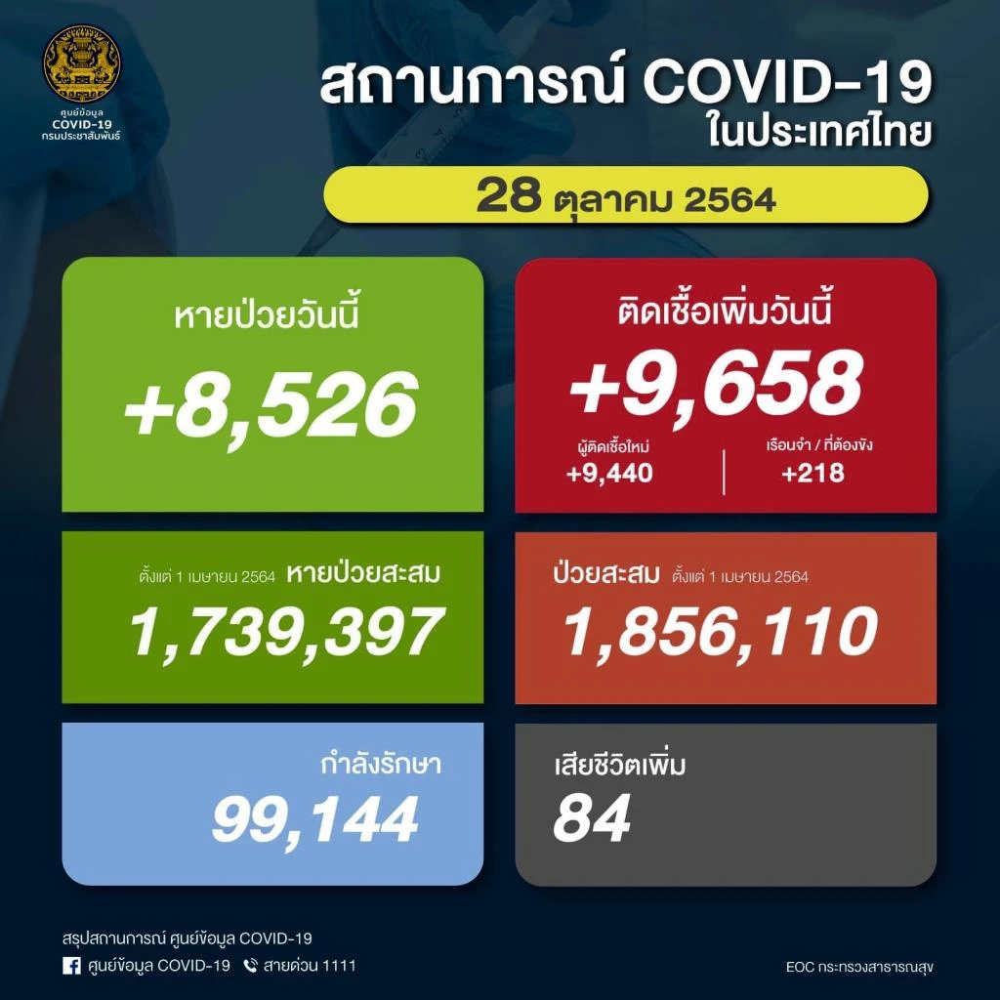 ศูนย์ข้อมูล
COVID-19
กรมประชาสัมพันธ์
สถานการณ์ COVID-19
ในประเทศไทย
28 ตุลาคม 2564
หายป่วยวันนี้
+8,526
ติดเชื้อเพิ่มวันนี้
+9,658
ผู้ติดเชื้อใหม่
+9,440
เรือนจำ / ที่ต้องขัง
+218
ตั้งแต่ 1 เมษายน 2564 หายป่วยสะสม
1,739,397
ป่วยสะสม ตั้งแต่ 1 เมษายน 2564
1,856,110
กำลังรักษา
99,144
เสียชีวิตเพิ่ม
84
สรุปสถานการณ์ ศูนย์ข้อมูล COVID-19
ศูนย์ข้อมูล COVID-19 สายด่วน 1111
EOC กระทรวงสาธารณสุข